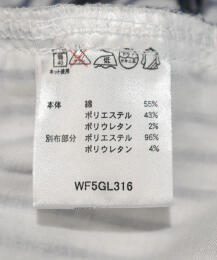 ネット使用
本体 綿 55%
ポリエステル 43%
ポリウレタン 2%
別布部分 ポリエステル 96%
ポリウレタン 4%
WF5GL316